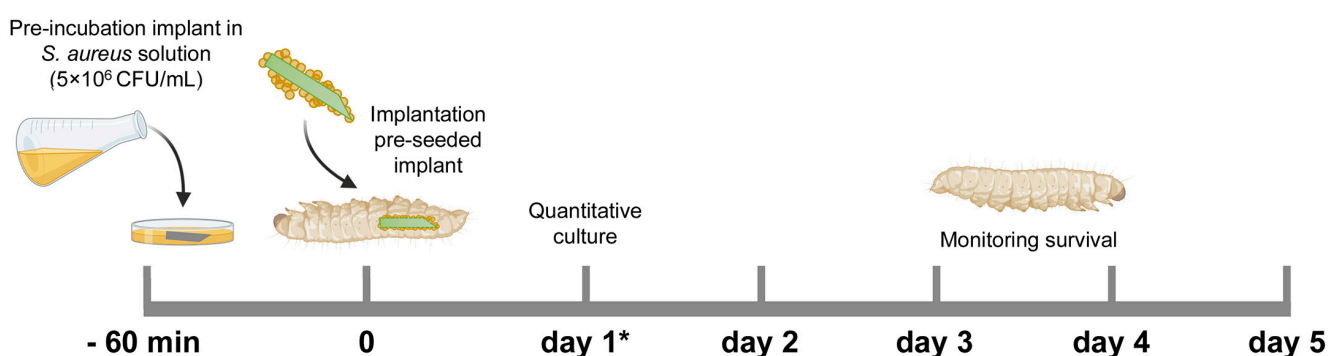 Pre-incubation implant in
S. aureus solution
(5×10⁶ CFU/mL)
Implantation
pre-seeded
implant
Quantitative
culture
Monitoring survival
- 60 min
0
day 1*
day 2
day 3
day 4
day 5